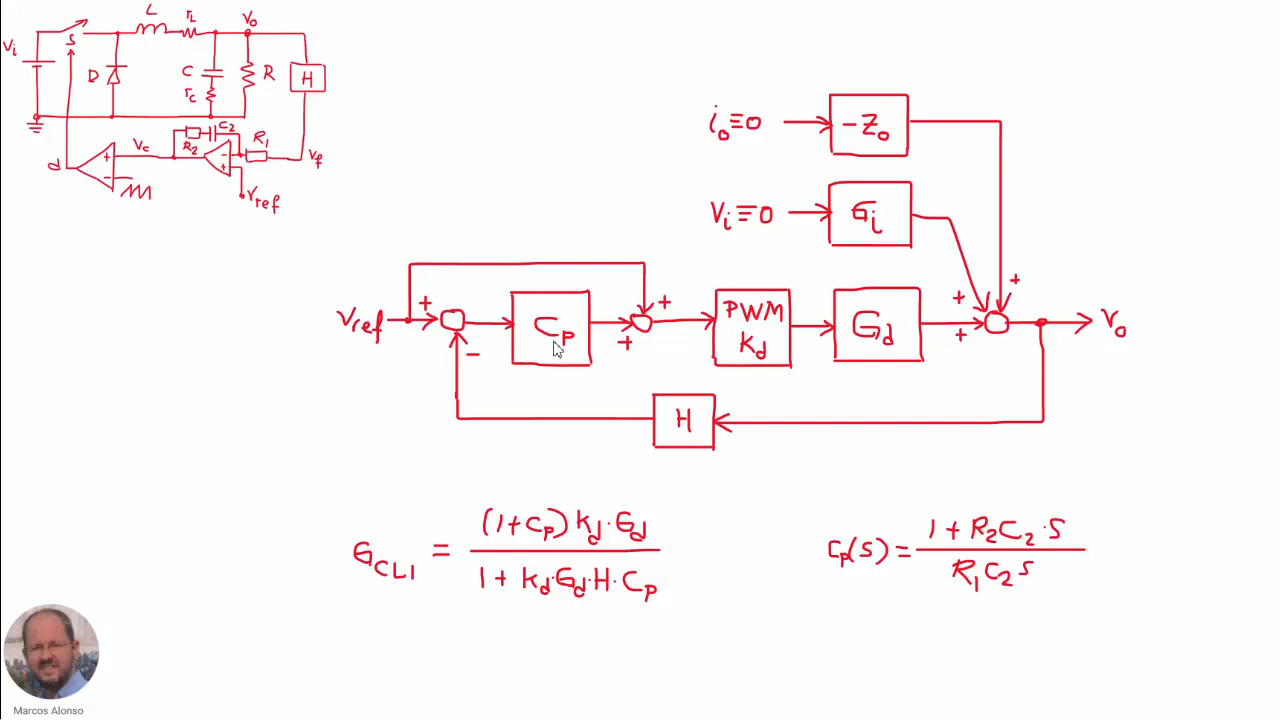 L rL Vo
Vi S
D C R H
rc
C2
Vc R2 R1 Vf
d - +
+ -
Vref
io≡0 -Zo
Vi≡0 Gi
+
+ + +
Vref Cp PWM Kd Gd Vo
- + +
H
GCL1 = (1+Cp)Kd·Gd / 1+Kd·Gd·H·Cp
Cp(s) = 1+R2C2·S / R1C2S
Marcos Alonso